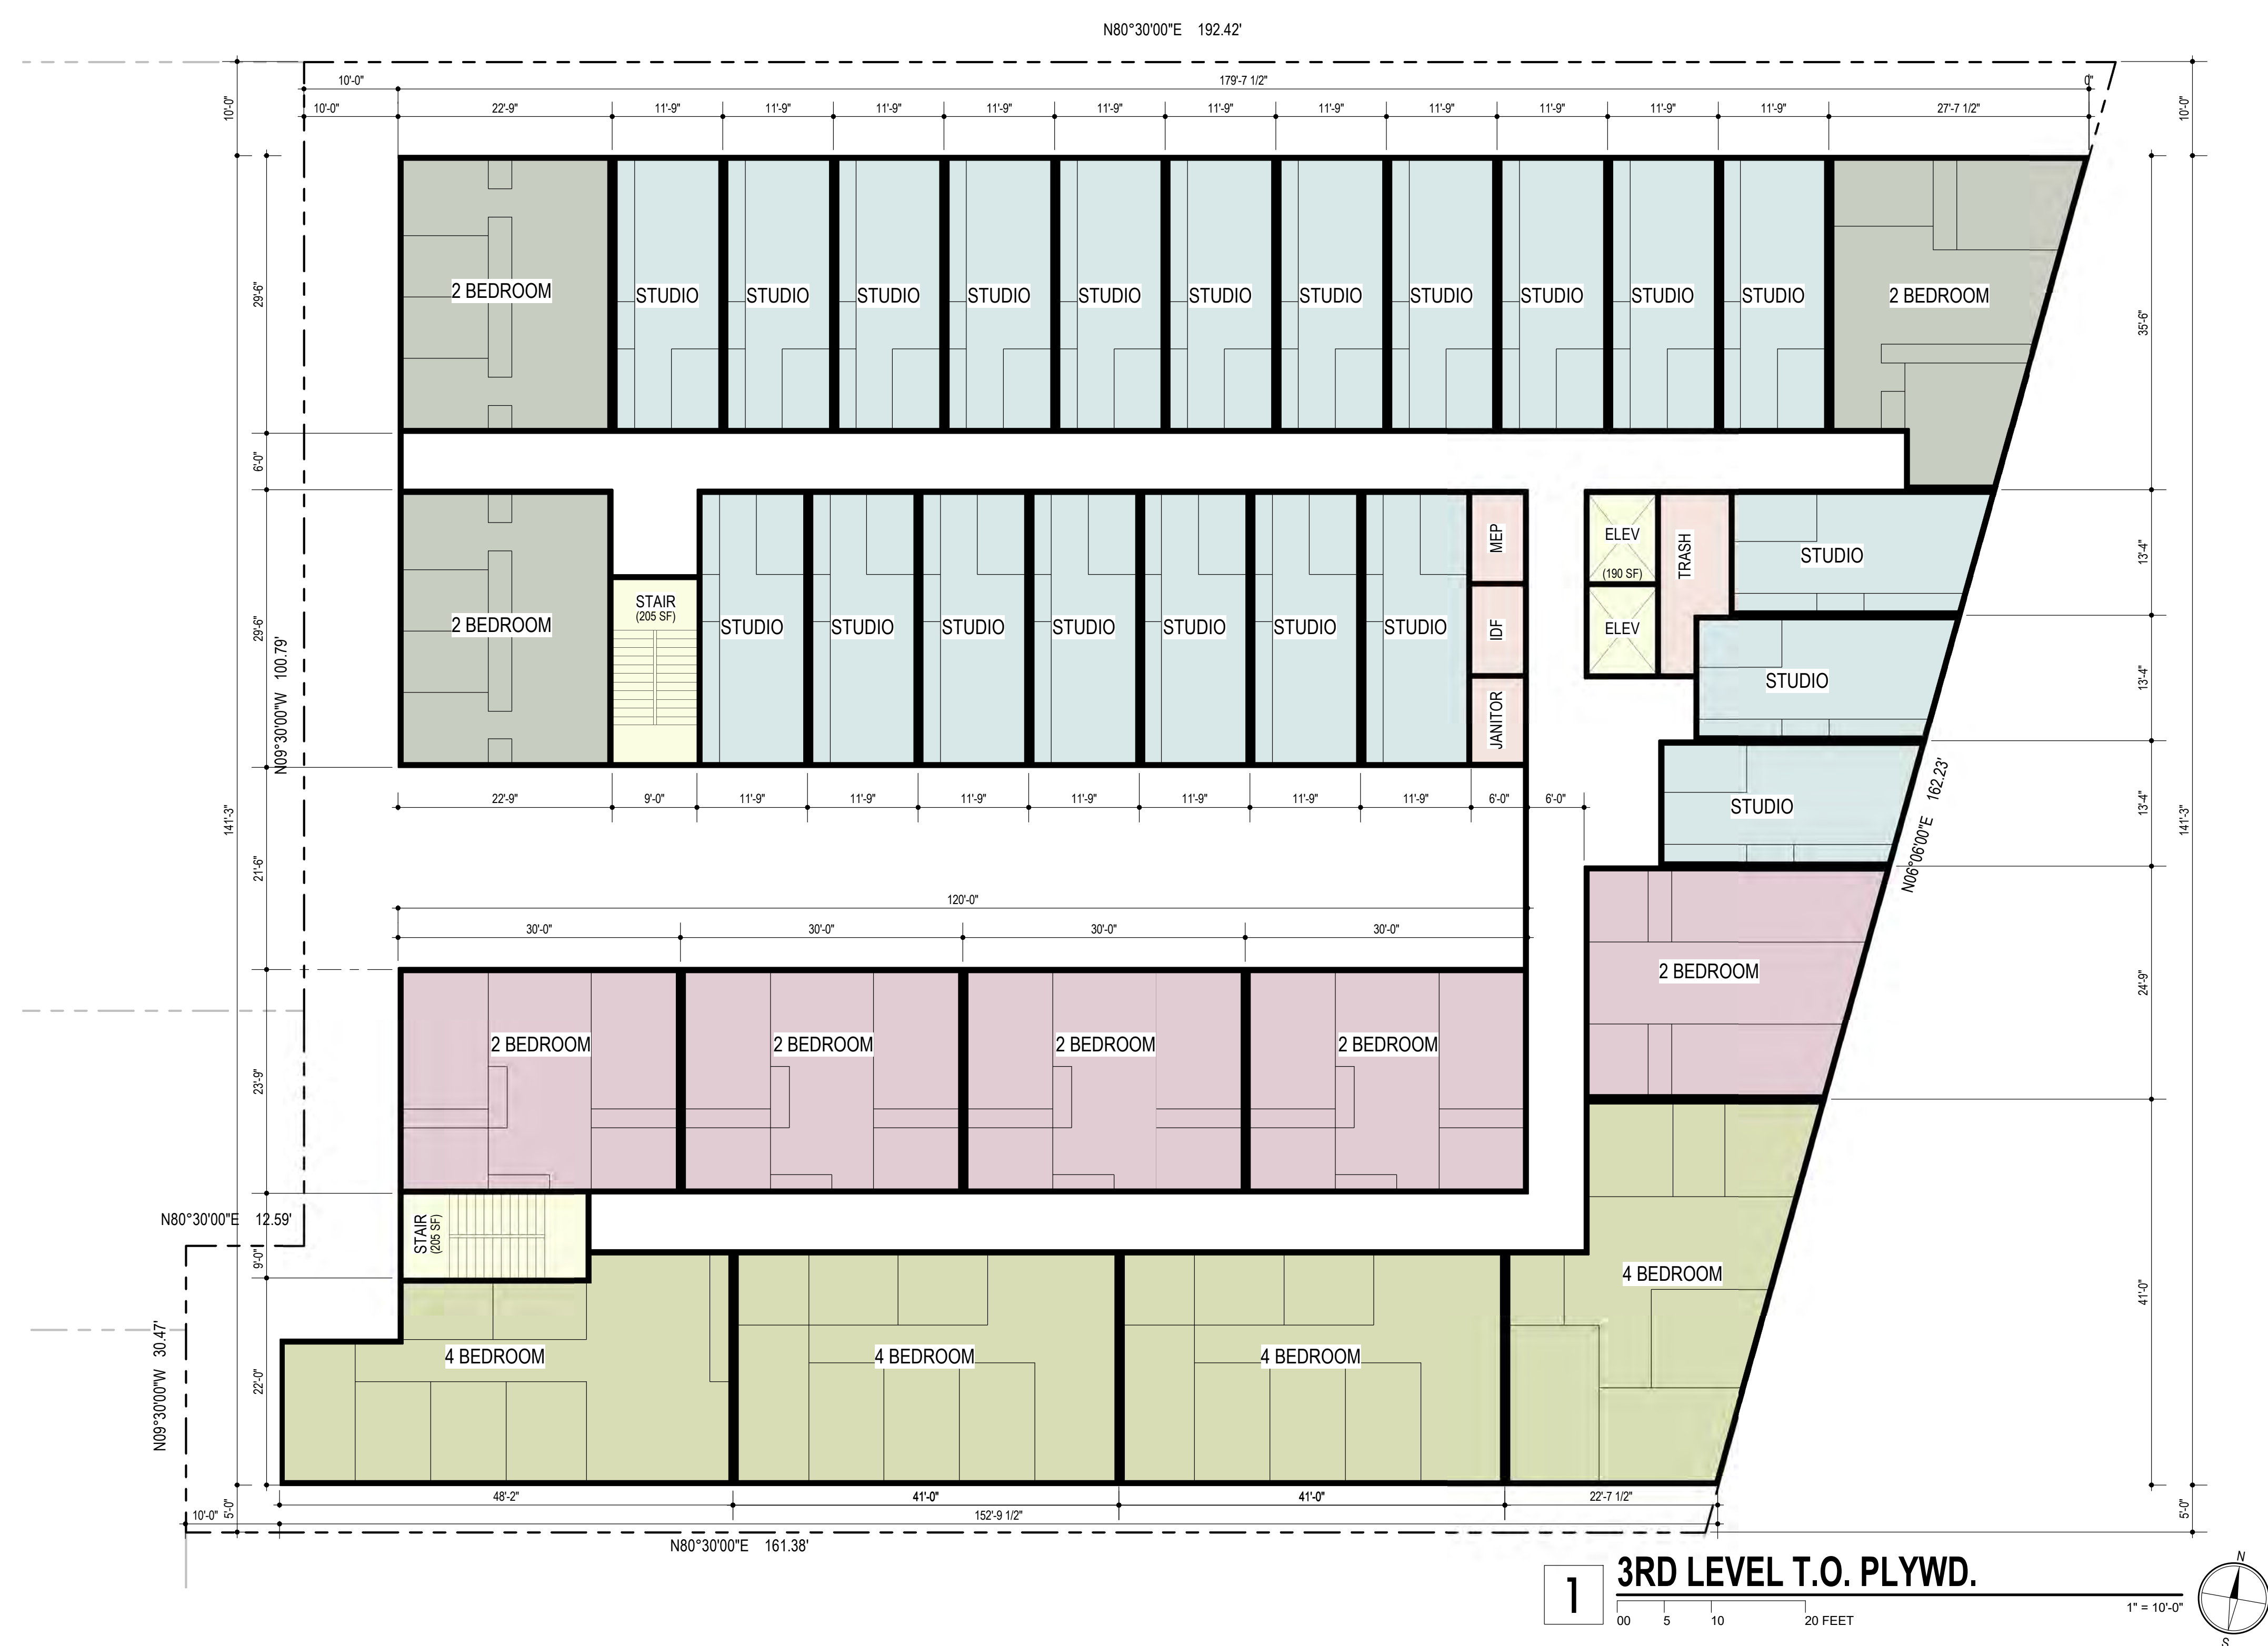 N80°30'00"E 192.42'
10'-0" 179'-7 1/2" 0"
10'-0" 22'-9" 11'-9" 11'-9" 11'-9" 11'-9" 11'-9" 11'-9" 11'-9" 11'-9" 11'-9" 11'-9" 11'-9" 27'-7 1/2"
10'-0"
10'-0"
2 BEDROOM
STUDIO
STUDIO
STUDIO
STUDIO
STUDIO
STUDIO
STUDIO
STUDIO
STUDIO
STUDIO
STUDIO
2 BEDROOM
29'-6"
35'-6"
6'-0"
2 BEDROOM
STAIR
(205 SF)
STUDIO
STUDIO
STUDIO
STUDIO
STUDIO
STUDIO
STUDIO
MEP
IDF
JANITOR
ELEV
(190 SF)
ELEV
TRASH
STUDIO
STUDIO
STUDIO
29'-6"
13'-4"
13'-4"
13'-4"
N09°30'00"W 100.79'
141'-3"
141'-3"
N06°06'00"E 162.23'
22'-9" 9'-0" 11'-9" 11'-9" 11'-9" 11'-9" 11'-9" 11'-9" 11'-9" 6'-0" 6'-0"
21'-6"
120'-0"
30'-0" 30'-0" 30'-0" 30'-0"
2 BEDROOM
2 BEDROOM
2 BEDROOM
2 BEDROOM
2 BEDROOM
24'-9"
23'-9"
N80°30'00"E 12.59'
STAIR
(205 SF)
9'-0"
4 BEDROOM
4 BEDROOM
4 BEDROOM
4 BEDROOM
41'-0"
22'-0"
N09°30'00"W 30.47'
48'-2" 41'-0" 41'-0" 22'-7 1/2"
10'-0" 5'-0" 152'-9 1/2" 5'-0"
N80°30'00"E 161.38'
1 3RD LEVEL T.O. PLYWD.
00 5 10 20 FEET
1" = 10'-0"
N
S